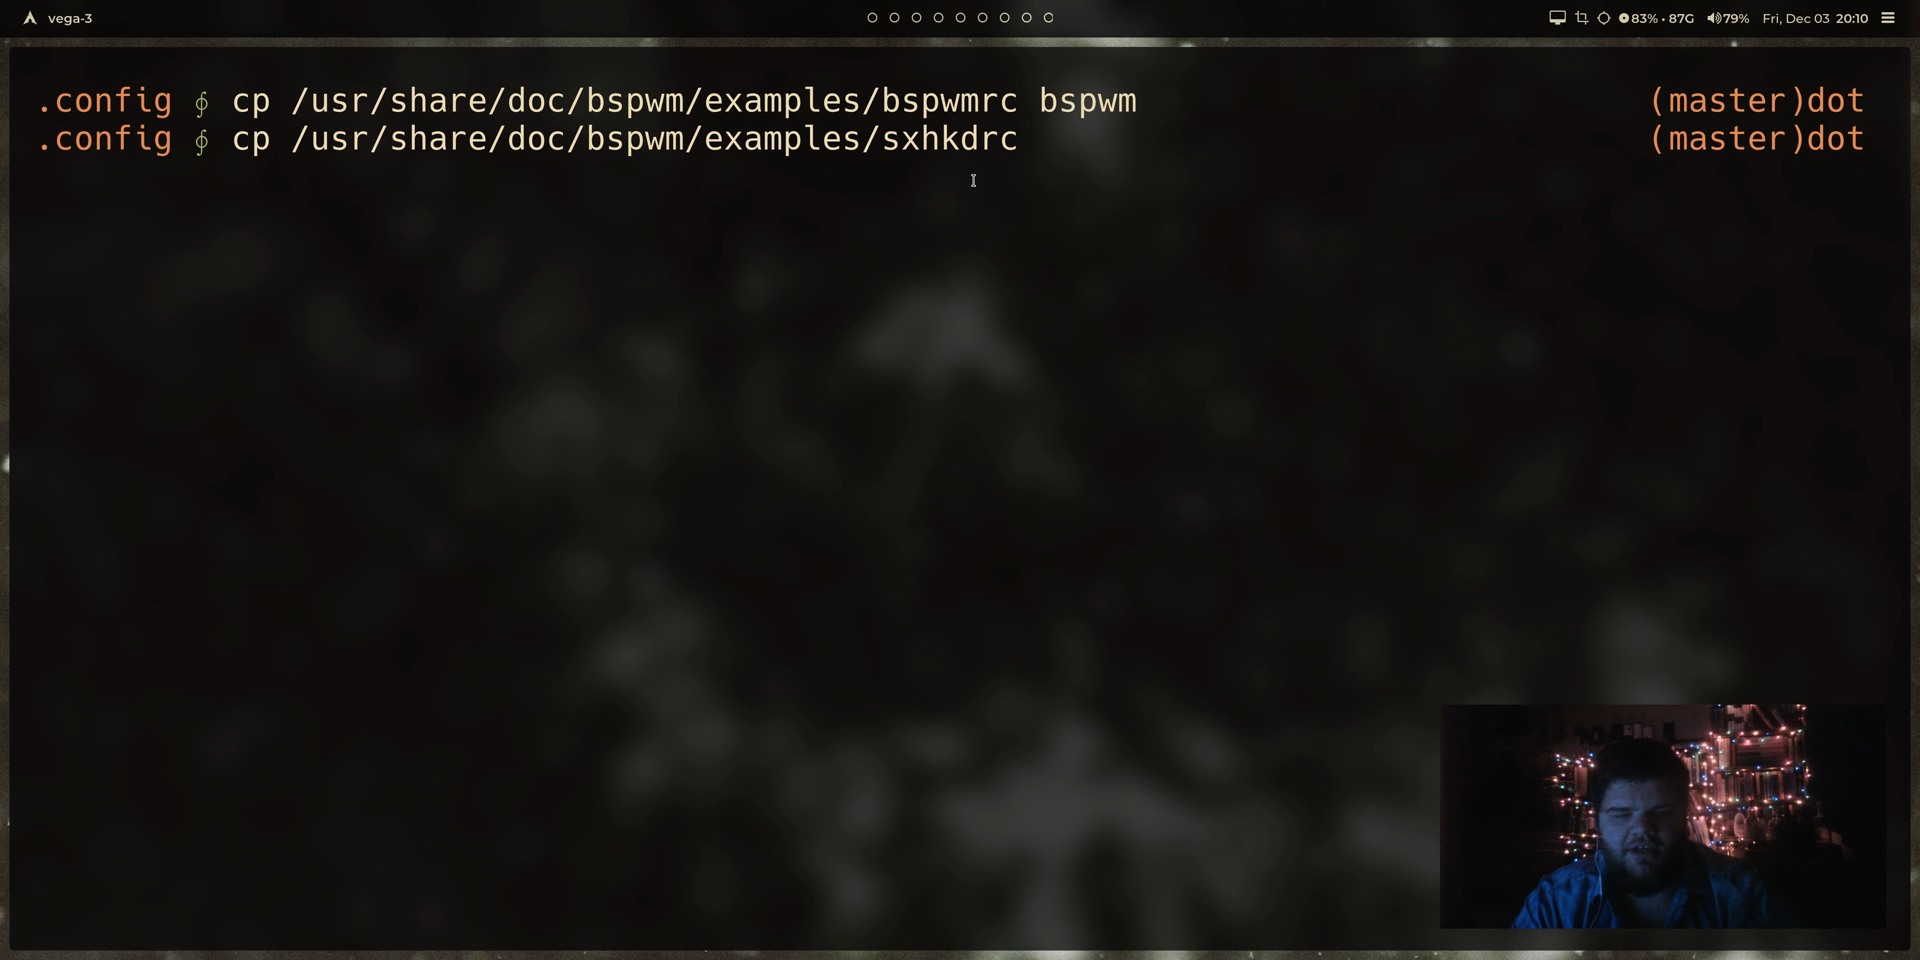 vega-3
83% • 87G 79% Fri, Dec 03 20:10
.config ∮ cp /usr/share/doc/bspwm/examples/bspwmrc bspwm (master)dot
.config ∮ cp /usr/share/doc/bspwm/examples/sxhkdrc (master)dot